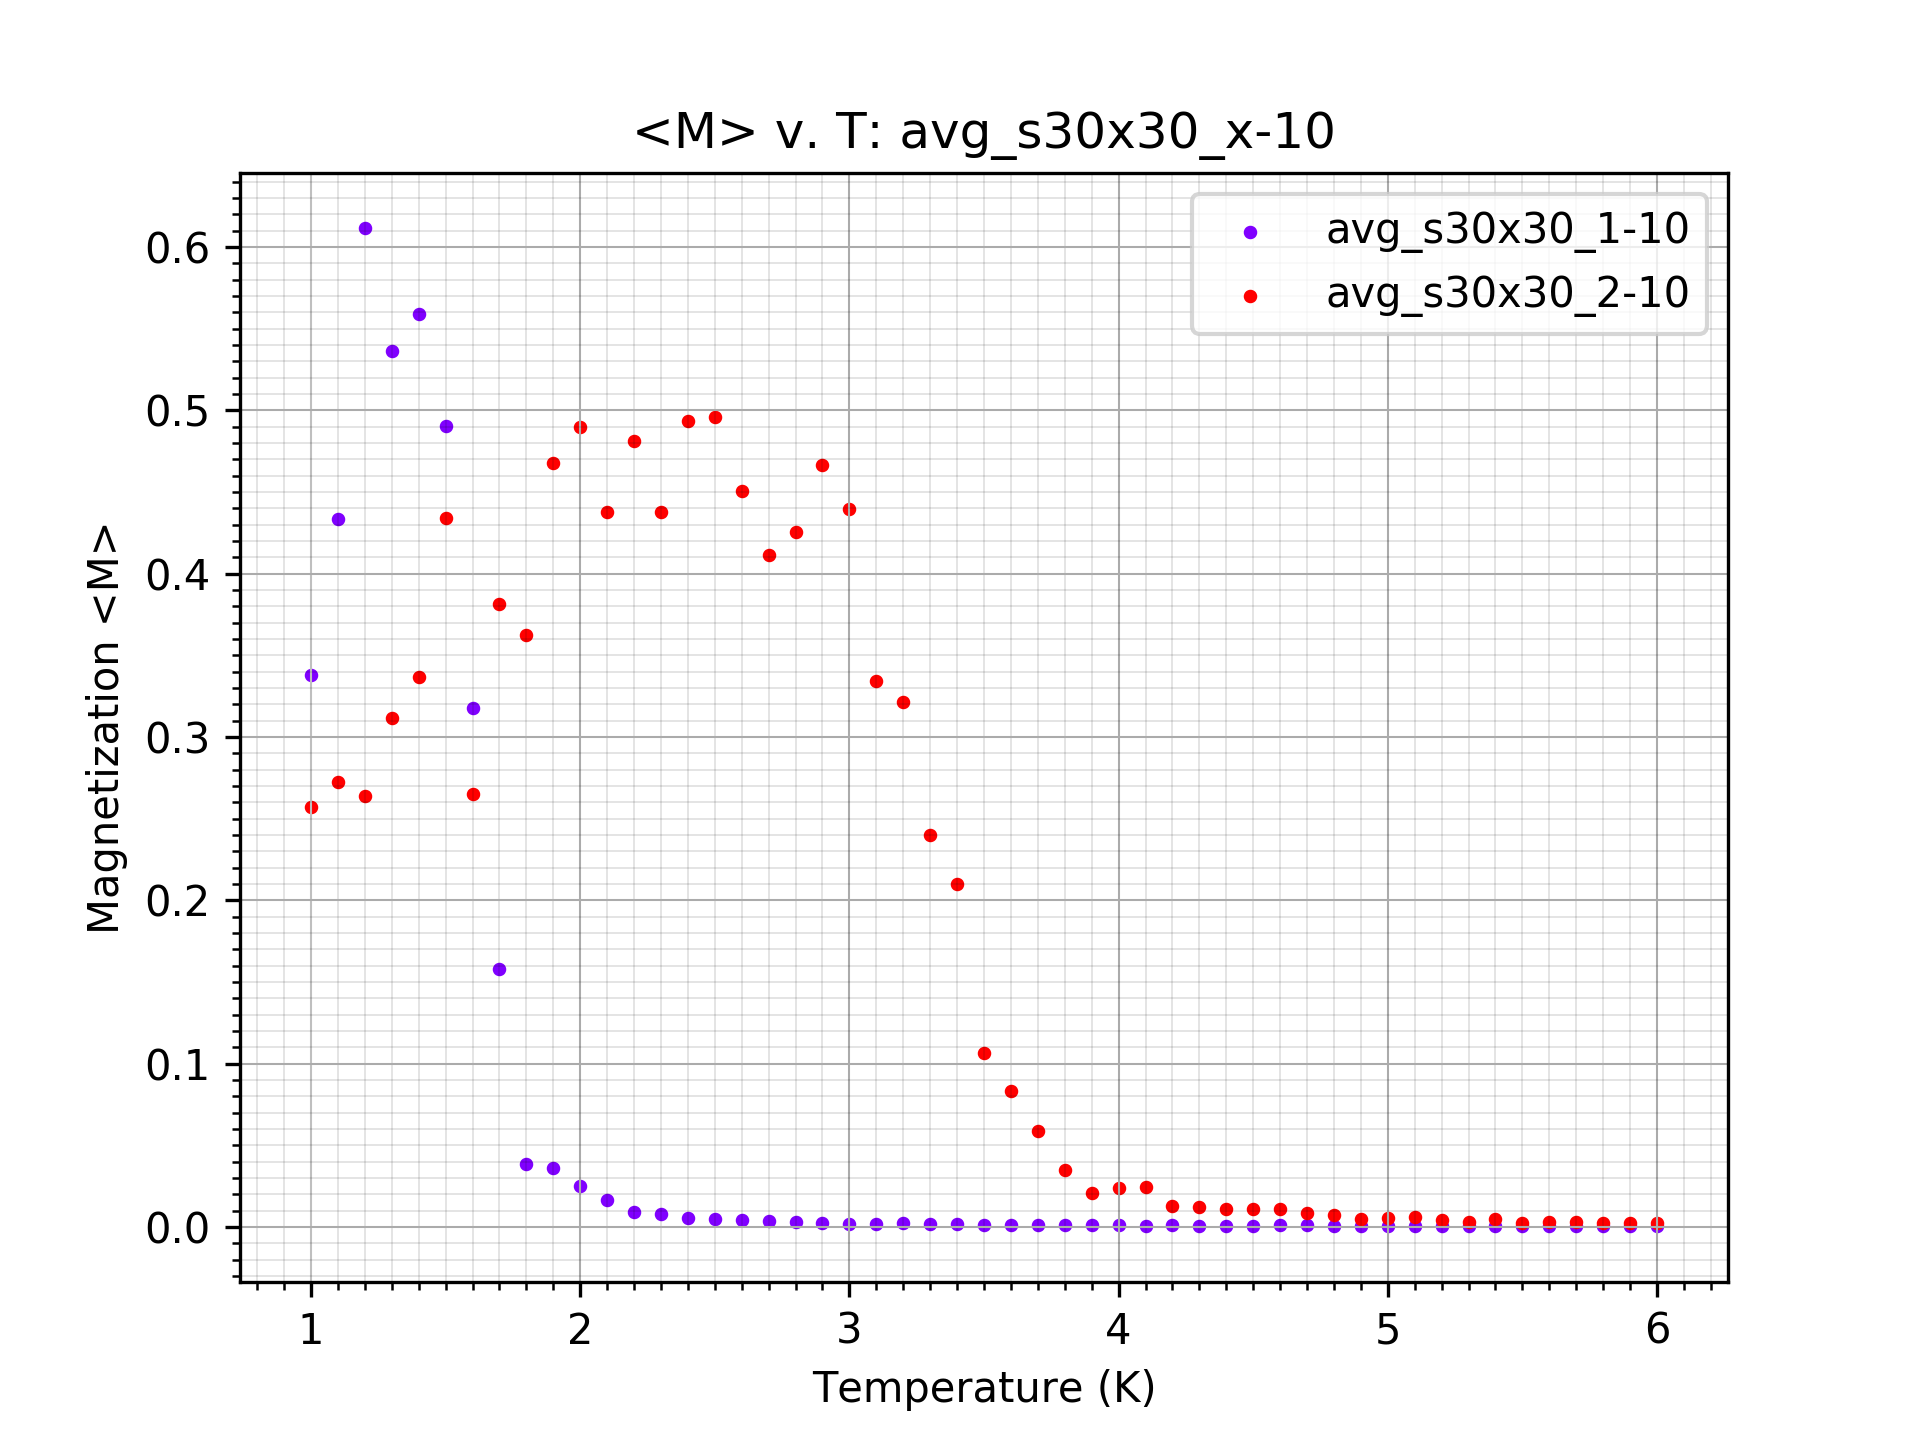 <M> v. T: avg_s30x30_x-10
avg_s30x30_1-10
avg_s30x30_2-10
Magnetization <M>
0.6
0.5
0.4
0.3
0.2
0.1
0.0
1 2 3 4 5 6
Temperature (K)